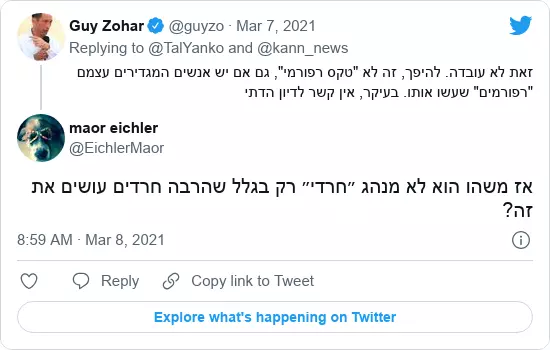 Guy Zohar @guyzo · Mar 7, 2021
Replying to @TalYanko and @kann_news
זאת לא עובדה. להיפך, זה לא "טקס רפורמי", גם אם יש אנשים המגדירים עצמם
"רפורמים" שעשו אותו. בעיקר, אין קשר לדיון הדתי
maor eichler
@EichlerMaor
אז משהו הוא לא מנהג ״חרדי״ רק בגלל שהרבה חרדים עושים את
זה?
8:59 AM · Mar 8, 2021
Reply Copy link to Tweet
Explore what's happening on Twitter